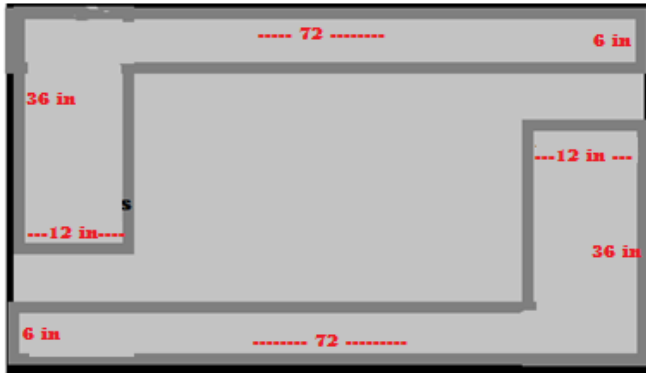 ----- 72 --------
6 in
36 in
---12 in ---
s
---12 in----
36 in
6 in
-------- 72 ---------